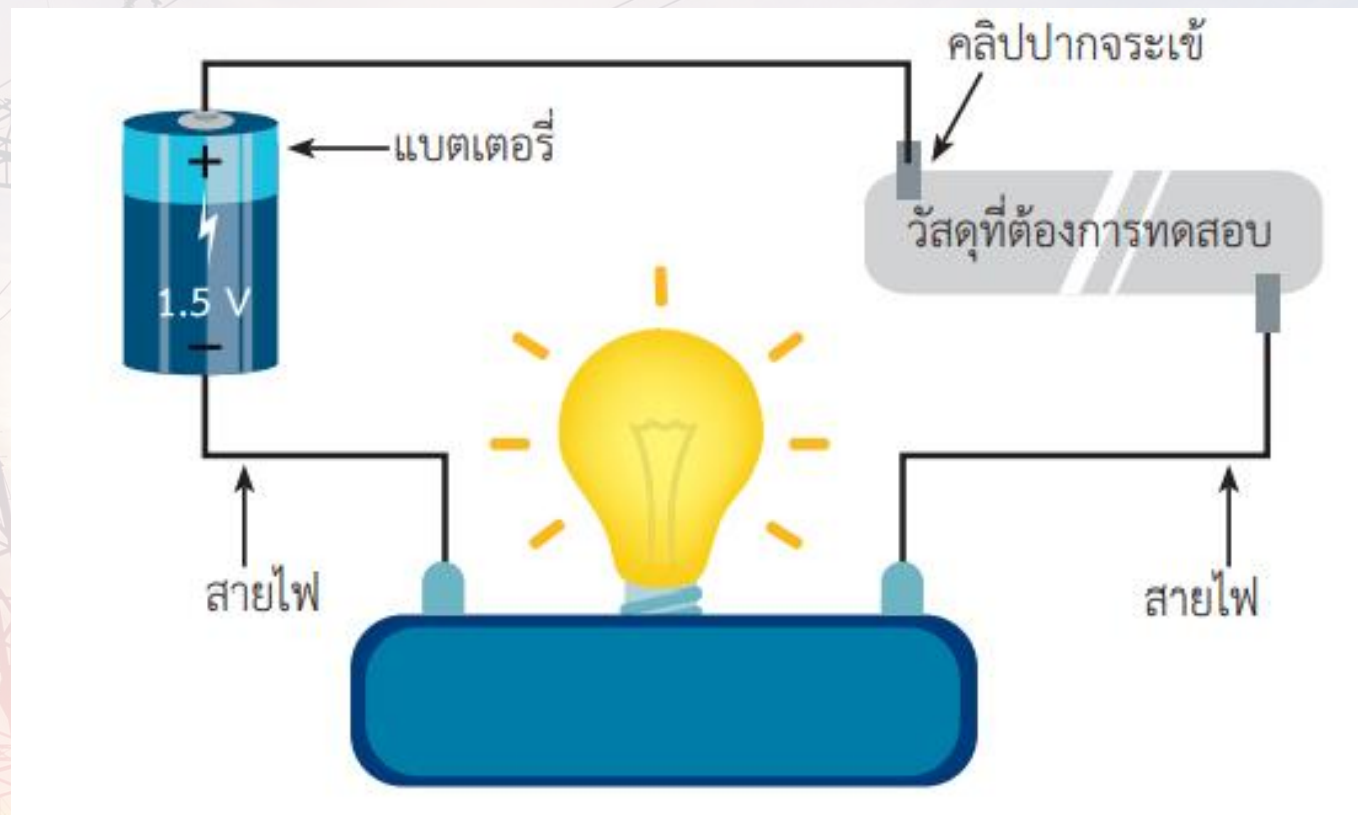 คลิปปากจระเข้
แบตเตอรี่
+
วัสดุที่ต้องการทดสอบ
1.5 V
−
สายไฟ
สายไฟ